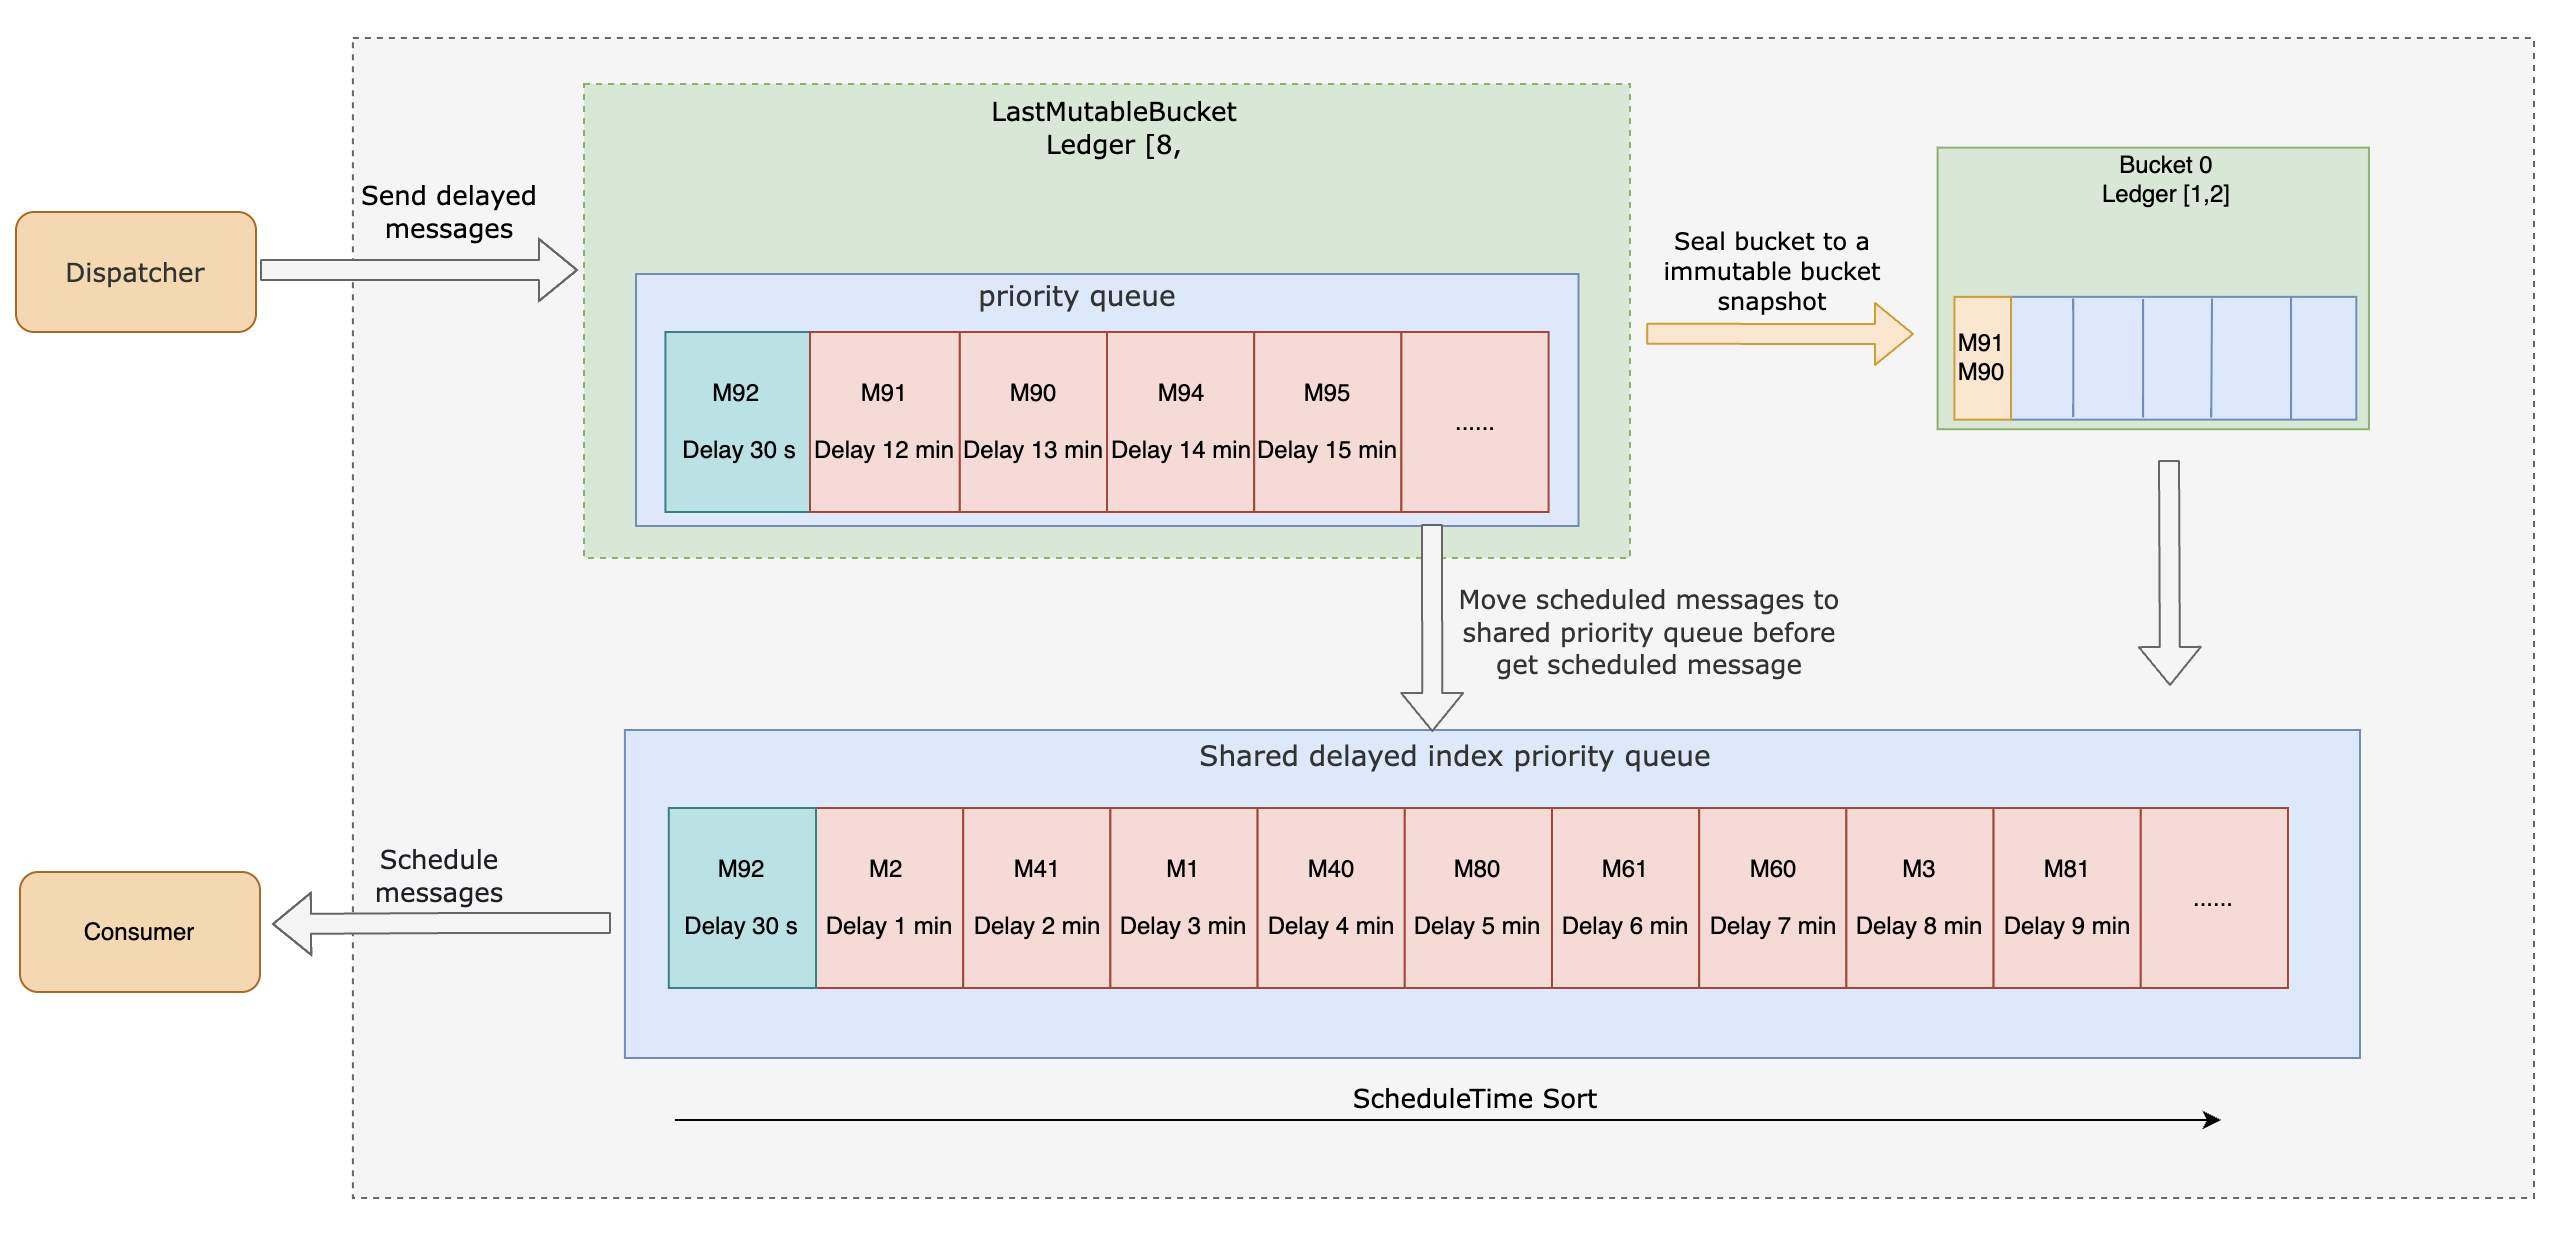 LastMutableBucket
Ledger [8,
Send delayed
messages
Dispatcher
priority queue
M92
Delay 30 s
M91
Delay 12 min
M90
Delay 13 min
M94
Delay 14 min
M95
Delay 15 min
......
Seal bucket to a
immutable bucket
snapshot
Bucket 0
Ledger [1,2]
M91
M90
Move scheduled messages to
shared priority queue before
get scheduled message
Shared delayed index priority queue
M92
Delay 30 s
M2
Delay 1 min
M41
Delay 2 min
M1
Delay 3 min
M40
Delay 4 min
M80
Delay 5 min
M61
Delay 6 min
M60
Delay 7 min
M3
Delay 8 min
M81
Delay 9 min
......
Schedule
messages
Consumer
ScheduleTime Sort